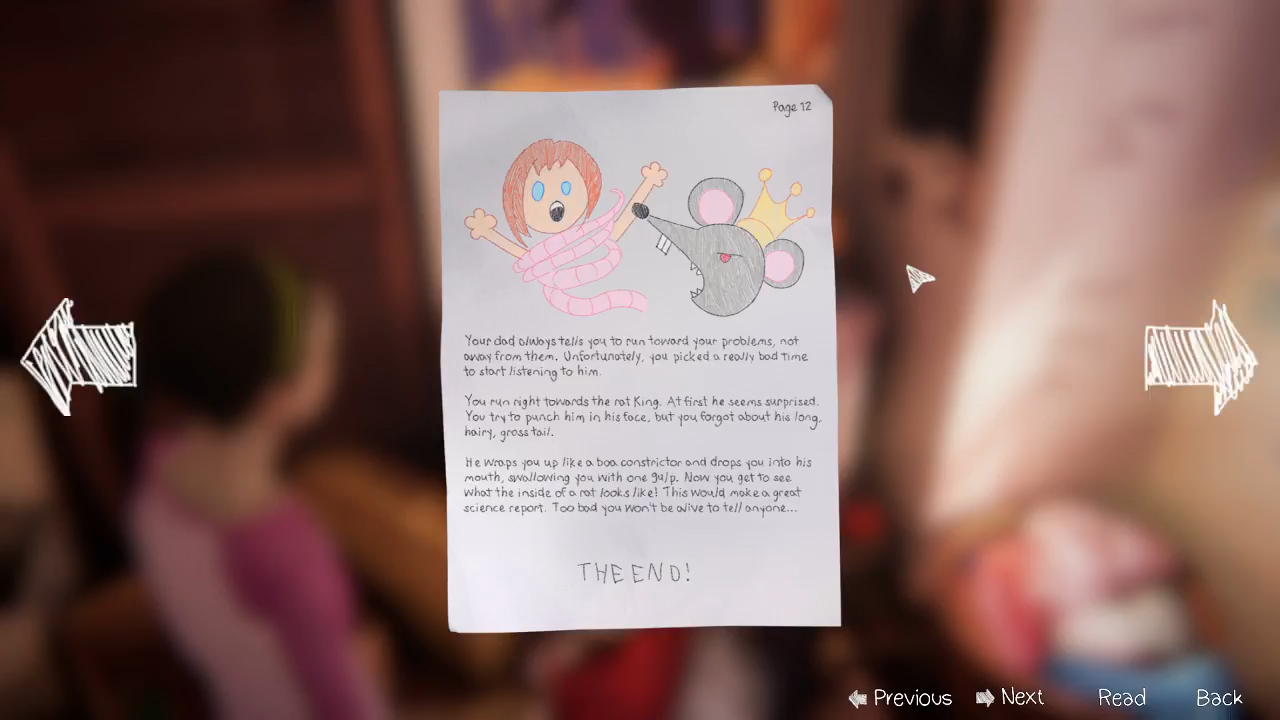 Page 12
Your dad always tells you to run toward your problems, not
away from them. Unfortunately, you picked a really bad time
to start listening to him.
You run right towards the rat King. At first he seems surprised.
You try to punch him in his face, but you forgot about his long,
hairy, gross tail.
He wraps you up like a boa constrictor and drops you into his
mouth, swallowing you with one gulp. Now you get to see
what the inside of a rat looks like! This would make a great
science report. Too bad you won't be alive to tell anyone...
THE END!
Previous Next Read Back